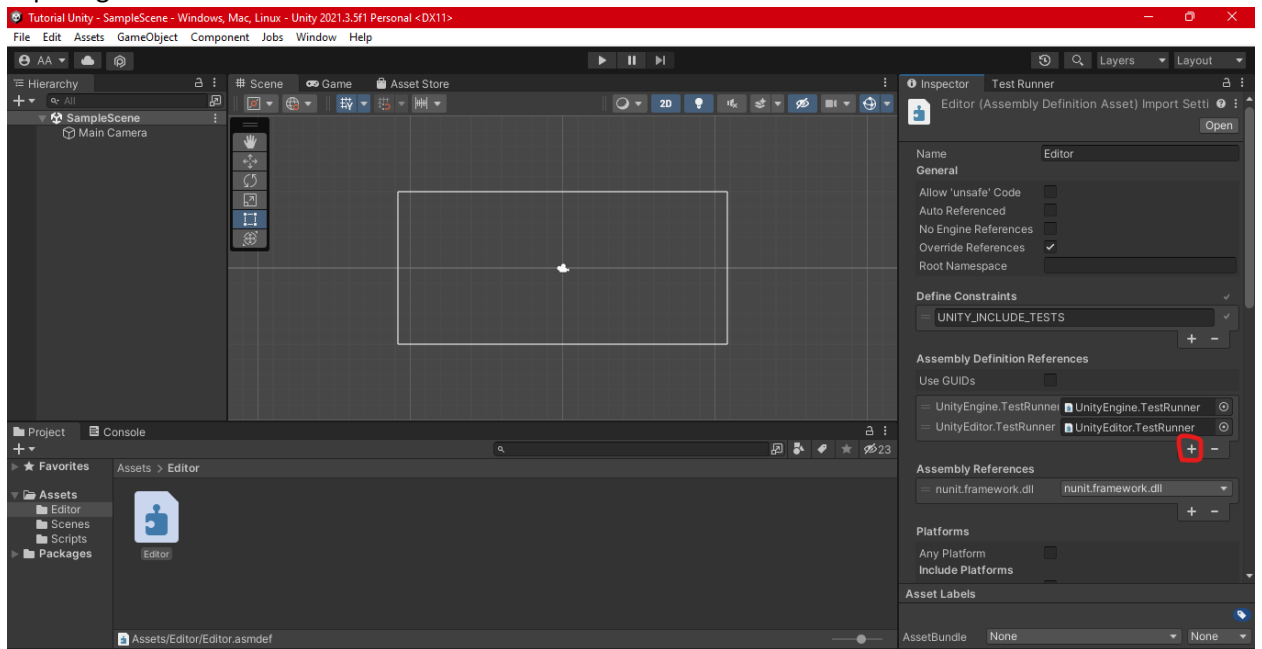 Tutorial Unity - SampleScene - Windows, Mac, Linux - Unity 2021.3.5f1 Personal <DX11>
File Edit Assets GameObject Component Jobs Window Help
AA Layers Layout
Hierarchy
All
SampleScene
Main Camera
Scene Game Asset Store
2D
Inspector Test Runner
Editor (Assembly Definition Asset) Import Setti
Open
Name Editor
General
Allow 'unsafe' Code
Auto Referenced
No Engine References
Override References
Root Namespace
Define Constraints
UNITY_INCLUDE_TESTS
Assembly Definition References
Use GUIDs
UnityEngine.TestRunner UnityEngine.TestRunner
UnityEditor.TestRunner UnityEditor.TestRunner
Assembly References
nunit.framework.dll nunit.framework.dll
Platforms
Any Platform
Include Platforms
Asset Labels
AssetBundle None None
Project Console
23
Favorites
Assets
Editor
Scenes
Scripts
Packages
Assets > Editor
Editor
Assets/Editor/Editor.asmdef